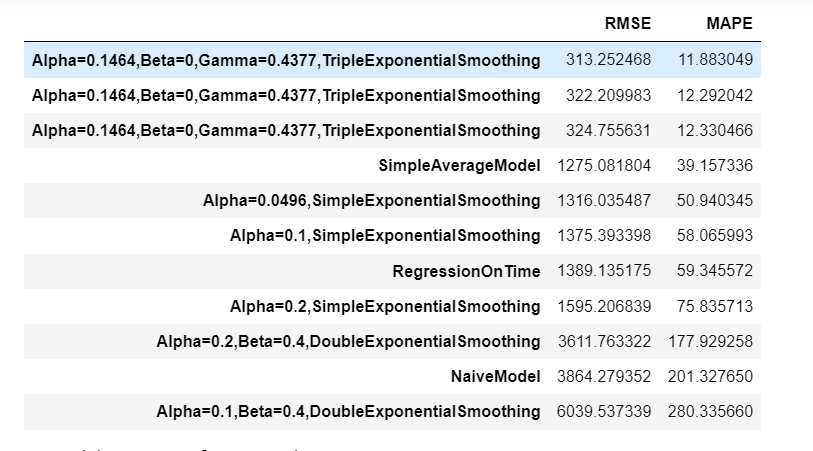 RMSE MAPE
Alpha=0.1464,Beta=0,Gamma=0.4377,TripleExponentialSmoothing 313.252468 11.883049
Alpha=0.1464,Beta=0,Gamma=0.4377,TripleExponentialSmoothing 322.209983 12.292042
Alpha=0.1464,Beta=0,Gamma=0.4377,TripleExponentialSmoothing 324.755631 12.330466
SimpleAverageModel 1275.081804 39.157336
Alpha=0.0496,SimpleExponentialSmoothing 1316.035487 50.940345
Alpha=0.1,SimpleExponentialSmoothing 1375.393398 58.065993
RegressionOnTime 1389.135175 59.345572
Alpha=0.2,SimpleExponentialSmoothing 1595.206839 75.835713
Alpha=0.2,Beta=0.4,DoubleExponentialSmoothing 3611.763322 177.929258
NaiveModel 3864.279352 201.327650
Alpha=0.1,Beta=0.4,DoubleExponentialSmoothing 6039.537339 280.335660